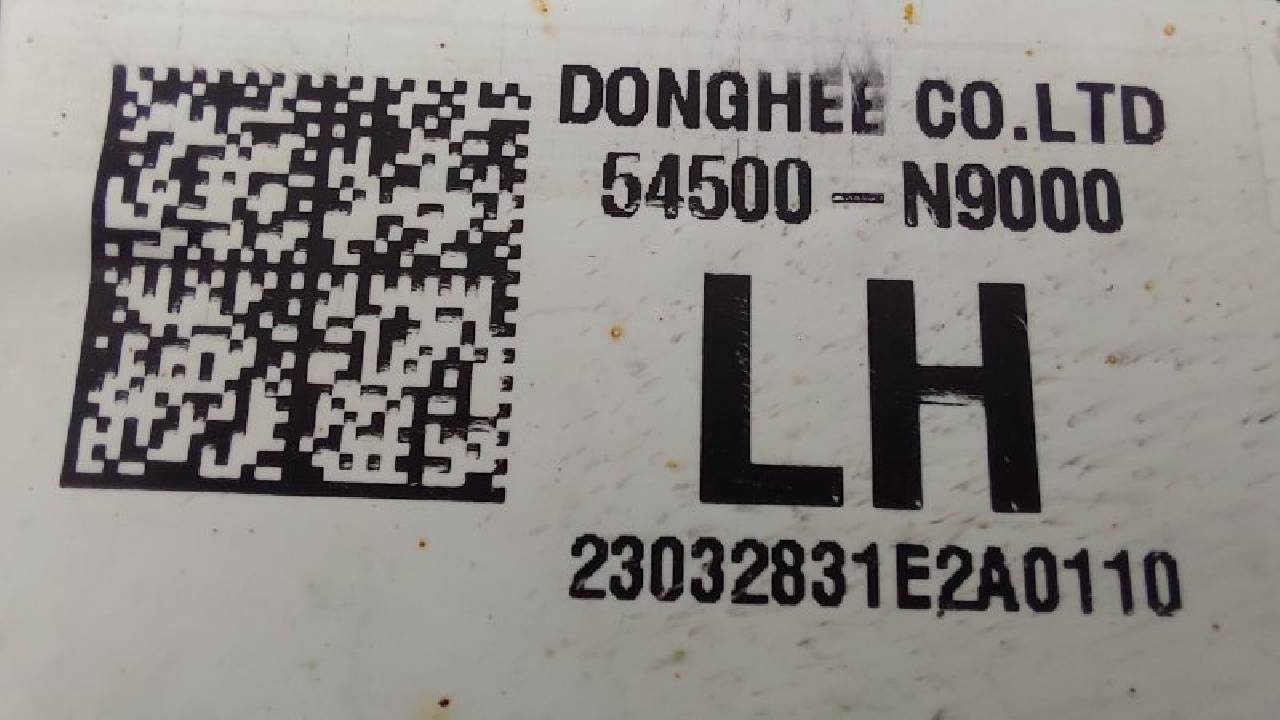 DONGHEE CO.LTD
54500-N9000
LH
23032831E2A0110